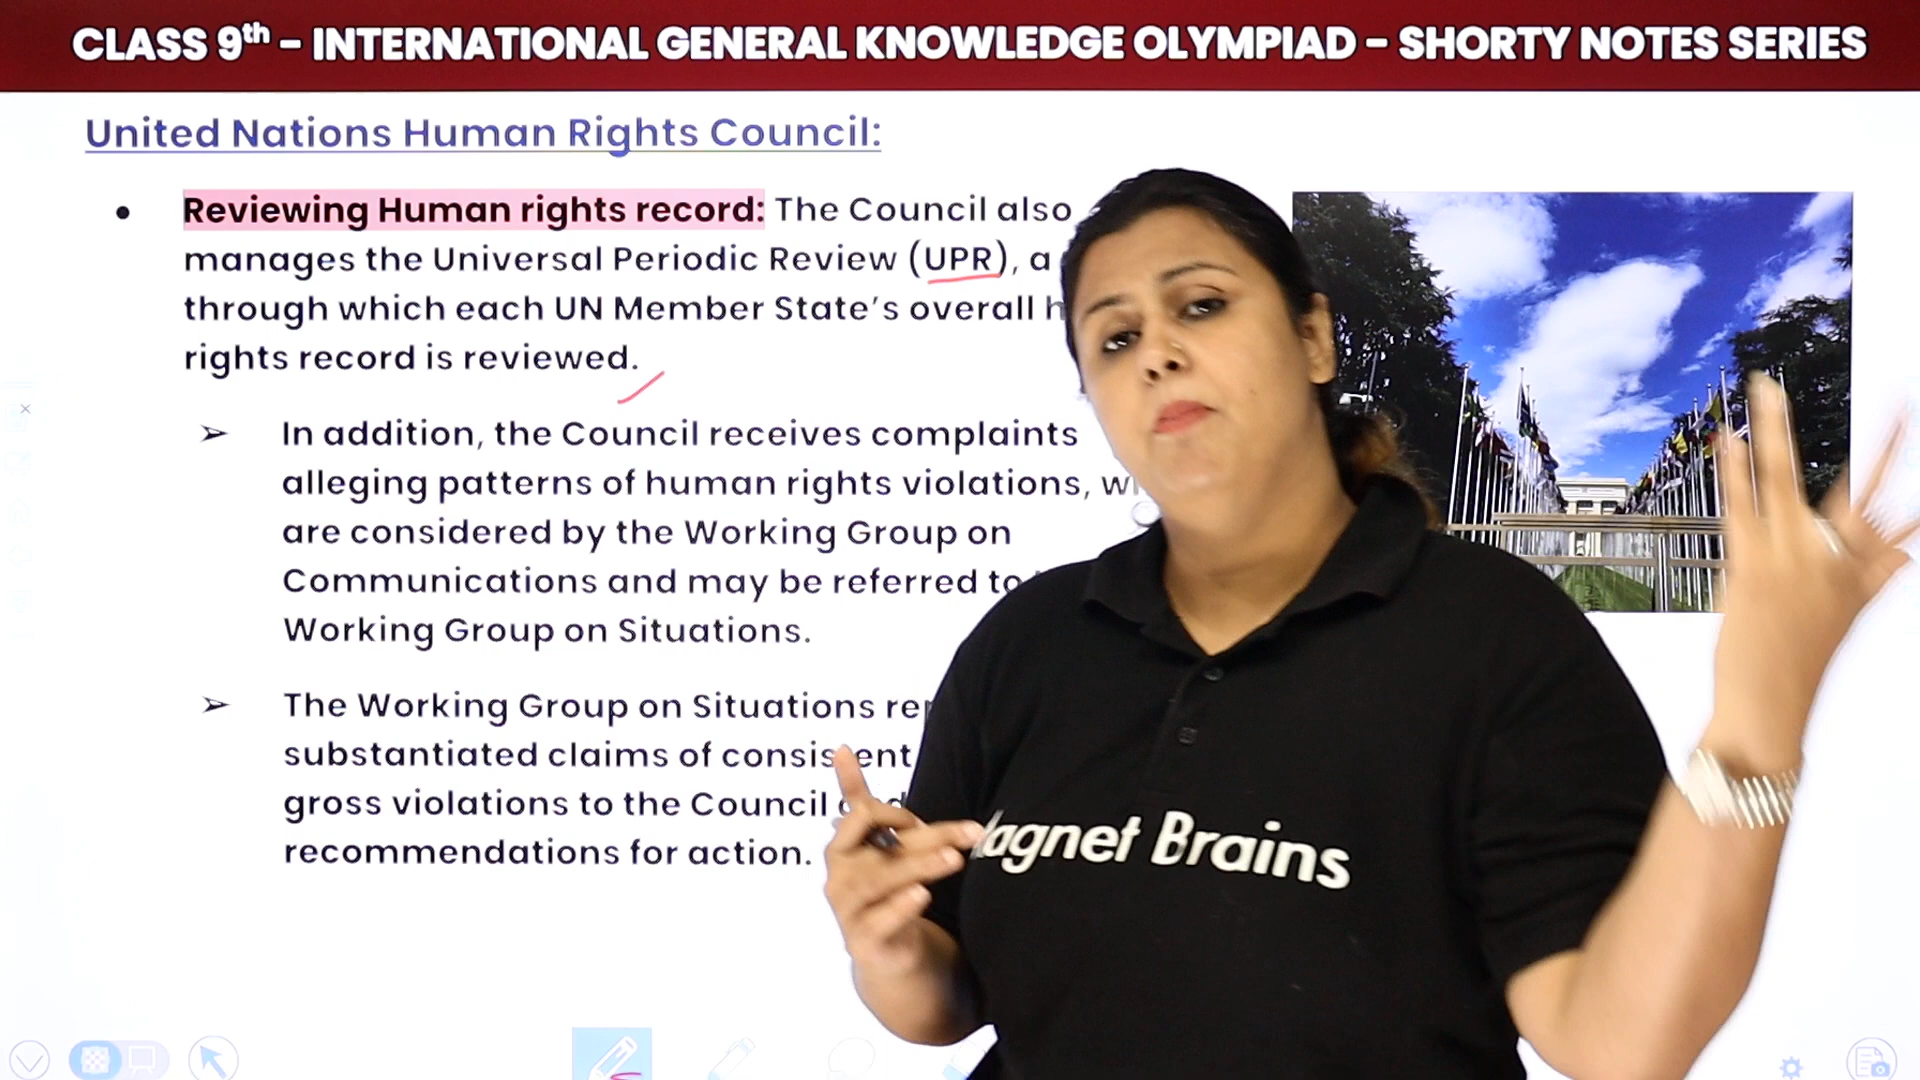 CLASS 9th – INTERNATIONAL GENERAL KNOWLEDGE OLYMPIAD – SHORTY NOTES SERIES
United Nations Human Rights Council:
• Reviewing Human rights record: The Council also
manages the Universal Periodic Review (UPR), a
through which each UN Member State's overall
rights record is reviewed.
➢ In addition, the Council receives complaints
alleging patterns of human rights violations,
are considered by the Working Group on
Communications and may be referred to
Working Group on Situations.
➢ The Working Group on Situations
substantiated claims of consistent
gross violations to the Council and
recommendations for action.
Magnet Brains